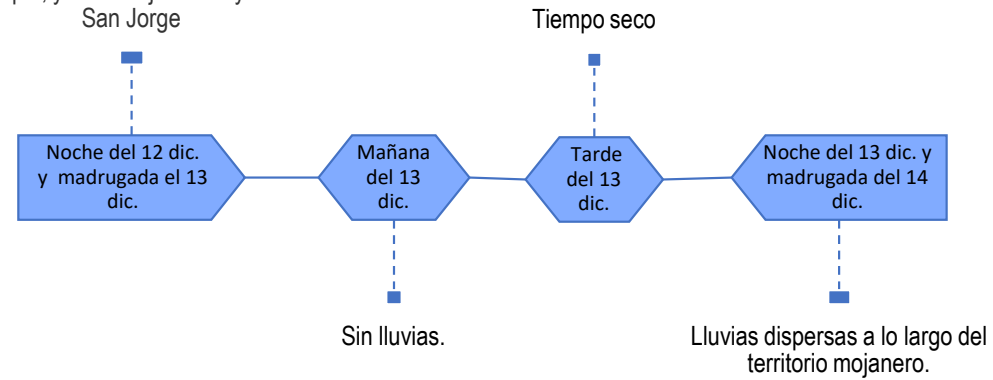 San Jorge
Tiempo seco
Noche del 12 dic.
y madrugada el 13
dic.
Mañana
del 13
dic.
Tarde
del 13
dic.
Noche del 13 dic. y
madrugada del 14
dic.
Sin lluvias.
Lluvias dispersas a lo largo del
territorio mojanero.